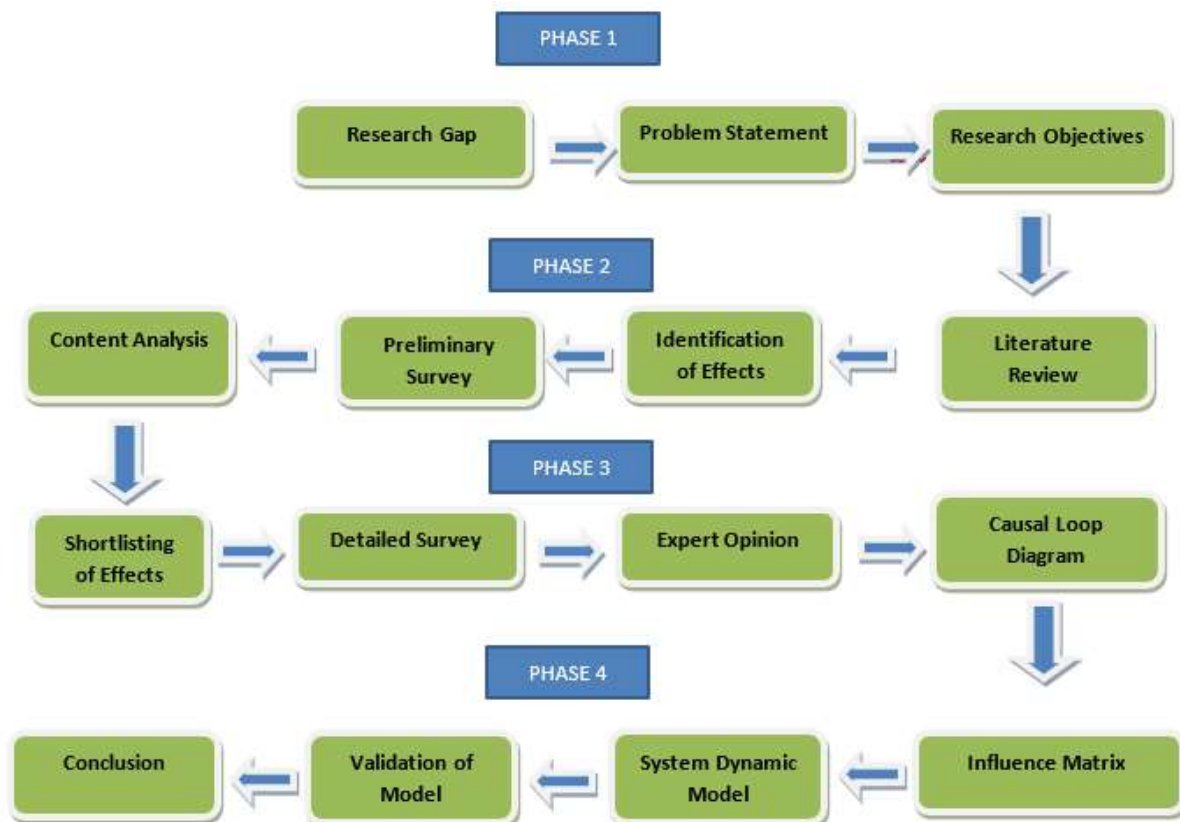 PHASE 1
Research Gap
Problem Statement
Research Objectives
PHASE 2
Content Analysis
Preliminary
Survey
Identification
of Effects
Literature
Review
PHASE 3
Shortlisting
of Effects
Detailed Survey
Expert Opinion
Causal Loop
Diagram
PHASE 4
Conclusion
Validation of
Model
System Dynamic
Model
Influence Matrix